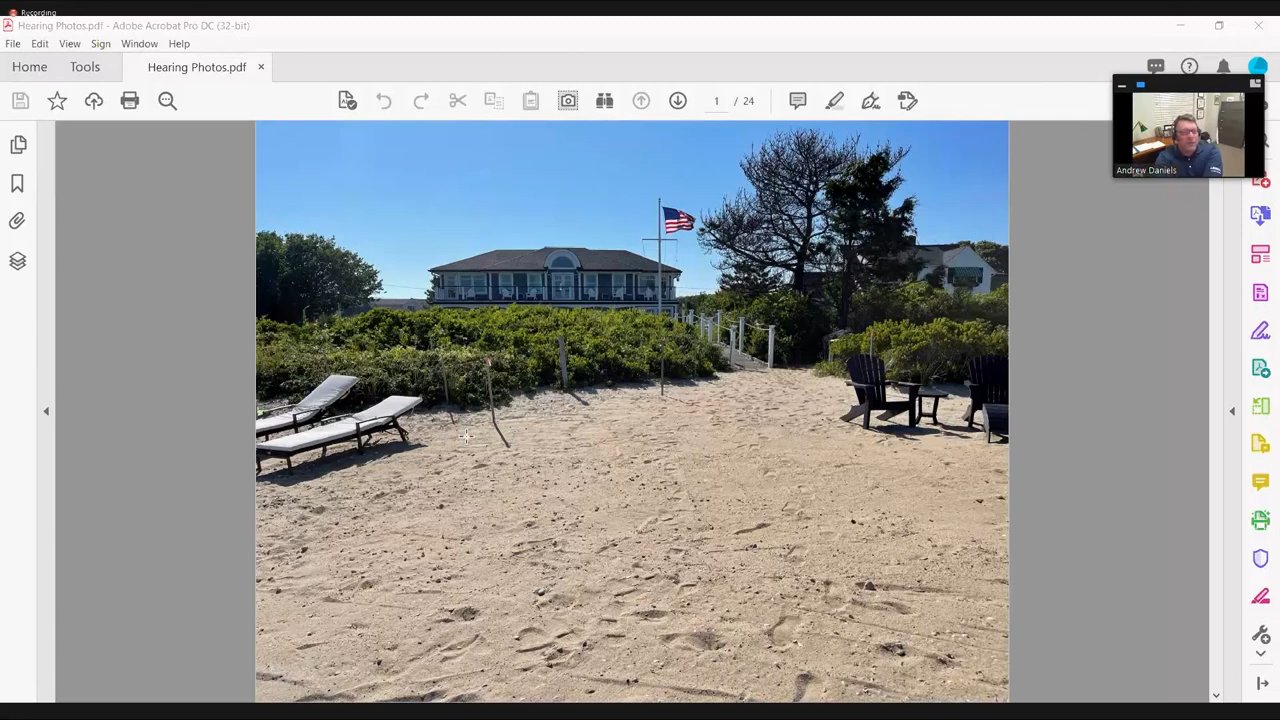 Recording
Hearing Photos.pdf - Adobe Acrobat Pro DC (32-bit)
File Edit View Sign Window Help
Home Tools Hearing Photos.pdf
1 / 24
Andrew Daniels